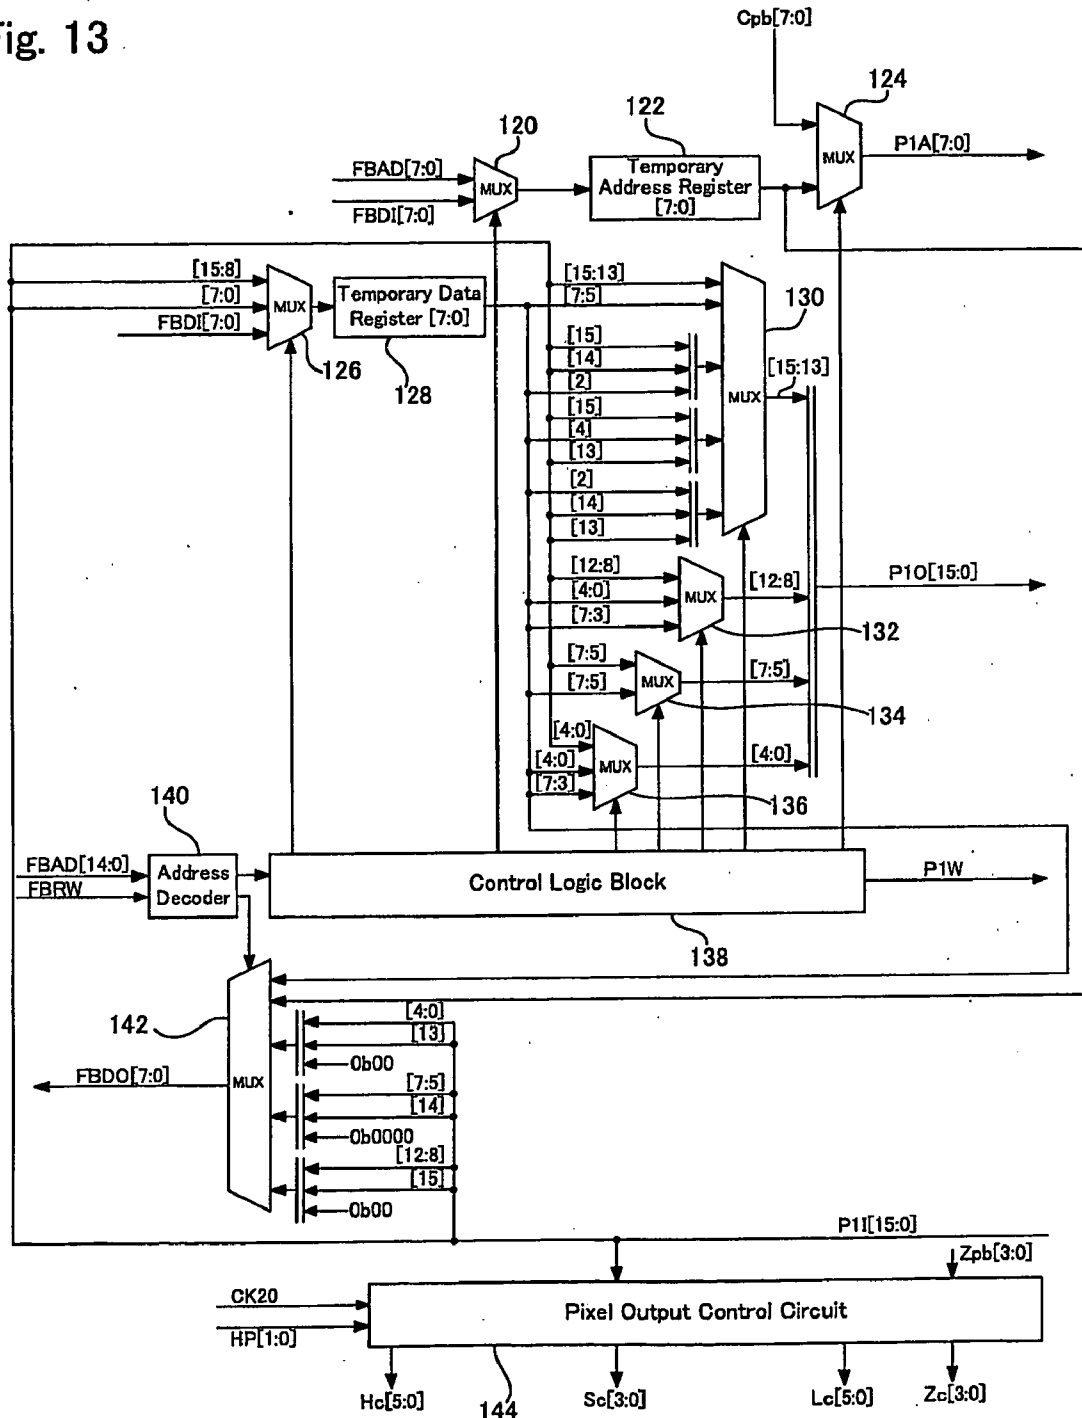 ig. 13
Cpb[7:0]
124
120
122
FBAD[7:0]
FBDI[7:0]
MUX
Temporary
Address Register
[7:0]
MUX
P1A[7:0]
[15:8]
[7:0]
FBDI[7:0]
MUX
126
Temporary Data
Register [7:0]
128
[15:13]
[7:5]
130
[15]
[14]
[2]
[15]
[4]
[13]
[2]
[14]
[13]
MUX
[15:13]
[12:8]
[4:0]
[7:3]
MUX
[12:8]
132
P1O[15:0]
[7:5]
[7:5]
MUX
[7:5]
134
[4:0]
[4:0]
[7:3]
MUX
[4:0]
136
140
FBAD[14:0]
FBRW
Address
Decoder
Control Logic Block
P1W
138
142
MUX
FBDO[7:0]
[4:0]
[13]
0b00
[7:5]
[14]
0b0000
[12:8]
[15]
0b00
P1I[15:0]
Zpb[3:0]
CK20
HP[1:0]
Pixel Output Control Circuit
Hc[5:0]
144
Sc[3:0]
Lc[5:0]
Zc[3:0]